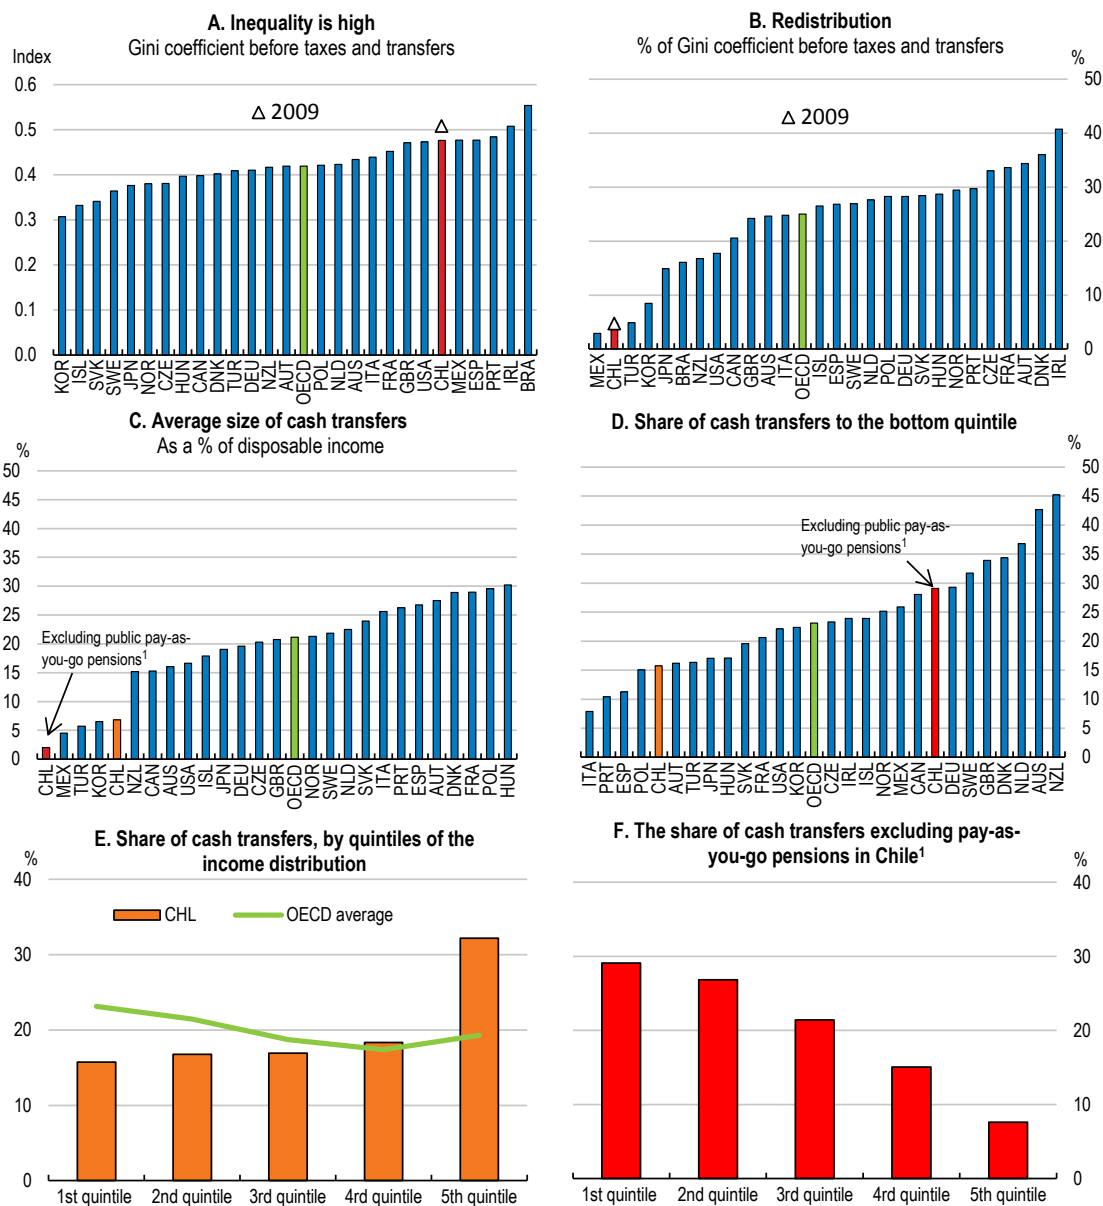 A. Inequality is high
Gini coefficient before taxes and transfers
Index
0.6
0.5
0.4
0.3
0.2
0.1
0.0
△ 2009
KOR
ISL
SVK
SWE
JPN
NOR
CZE
HUN
CAN
DNK
TUR
DEU
NZL
AUT
OECD
POL
NLD
AUS
ITA
FRA
GBR
USA
CHL
MEX
ESP
PRT
IRL
BRA
B. Redistribution
% of Gini coefficient before taxes and transfers
%
50
40
30
20
10
0
△ 2009
MEX
CHL
TUR
KOR
JPN
BRA
NZL
USA
CAN
GBR
AUS
ITA
OECD
ISL
ESP
SWE
NLD
POL
DEU
SVK
HUN
NOR
PRT
CZE
FRA
AUT
DNK
IRL
C. Average size of cash transfers
As a % of disposable income
%
50
45
40
35
30
25
20
15
10
5
0
Excluding public pay-as-
you-go pensions1
CHL
MEX
TUR
KOR
CHL
NZL
CAN
AUS
USA
ISL
JPN
DEU
CZE
GBR
OECD
NOR
SWE
NLD
SVK
ITA
PRT
ESP
AUT
DNK
FRA
POL
HUN
D. Share of cash transfers to the bottom quintile
%
50
45
40
35
30
25
20
15
10
5
0
Excluding public pay-as-
you-go pensions1
ITA
PRT
ESP
POL
CHL
AUT
TUR
JPN
HUN
SVK
FRA
USA
KOR
OECD
CZE
IRL
ISL
NOR
MEX
CAN
CHL
DEU
SWE
GBR
DNK
NLD
AUS
NZL
E. Share of cash transfers, by quintiles of the
income distribution
%
40
30
20
10
0
CHL
OECD average
1st quintile
2nd quintile
3rd quintile
4rd quintile
5th quintile
F. The share of cash transfers excluding pay-as-
you-go pensions in Chile1
%
40
30
20
10
0
1st quintile
2nd quintile
3rd quintile
4rd quintile
5th quintile